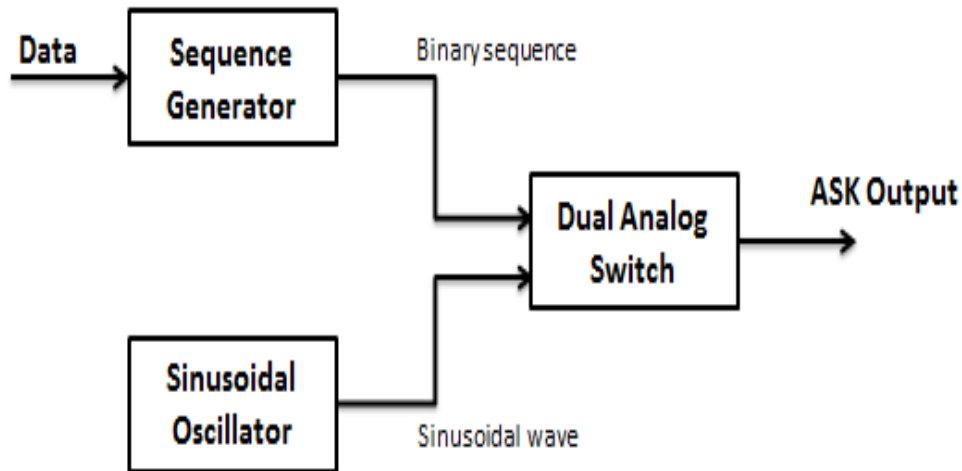 Data
Sequence
Generator
Binary sequence
Dual Analog
Switch
ASK Output
Sinusoidal
Oscillator
Sinusoidal wave